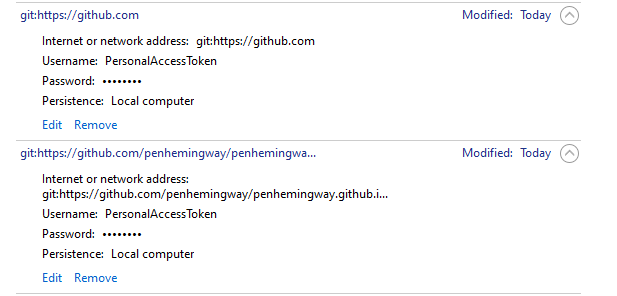 git:https://github.com Modified: Today
Internet or network address: git:https://github.com
Username: PersonalAccessToken
Password: ••••••••
Persistence: Local computer
Edit Remove
git:https://github.com/penhemingway/penhemingwa... Modified: Today
Internet or network address:
git:https://github.com/penhemingway/penhemingway.github.i...
Username: PersonalAccessToken
Password: ••••••••
Persistence: Local computer
Edit Remove